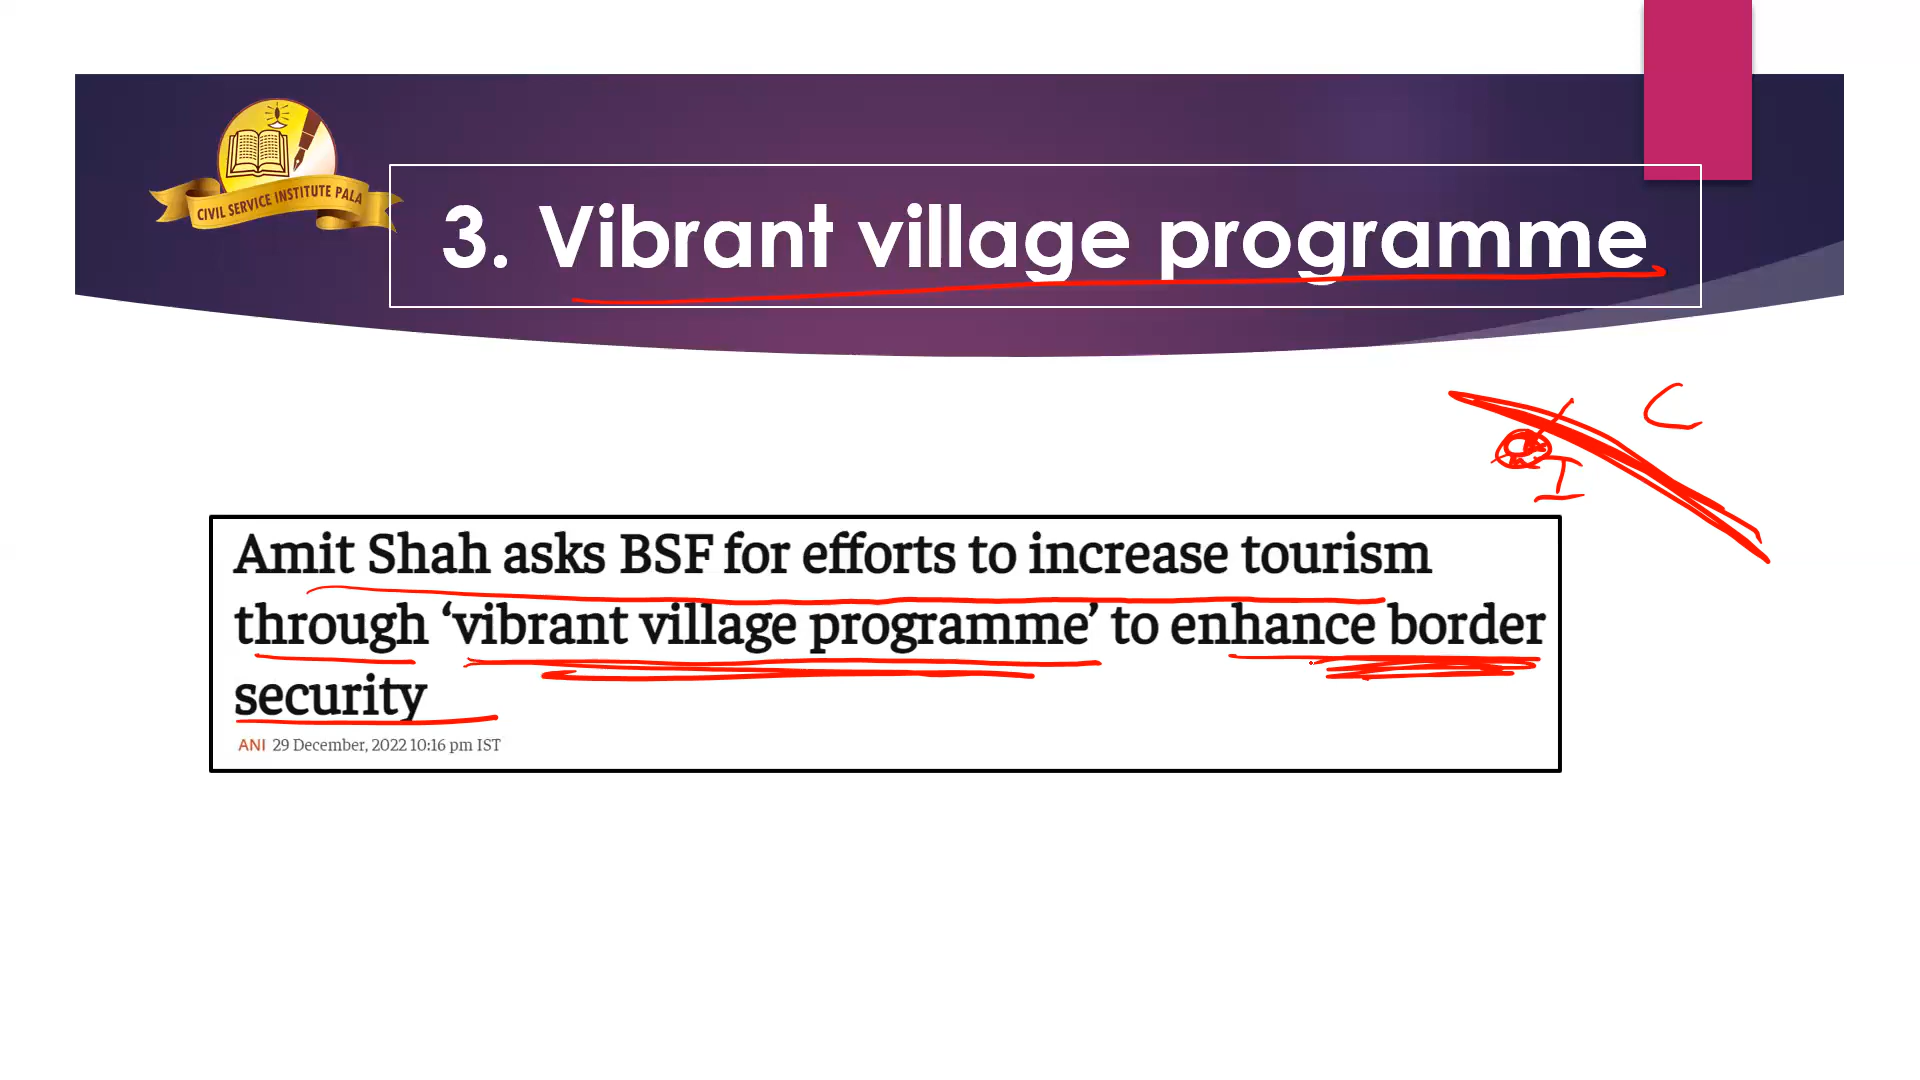 CIVIL SERVICE INSTITUTE PALA
3. Vibrant village programme
C
I
Amit Shah asks BSF for efforts to increase tourism
through ‘vibrant village programme’ to enhance border
security
ANI 29 December, 2022 10:16 pm IST